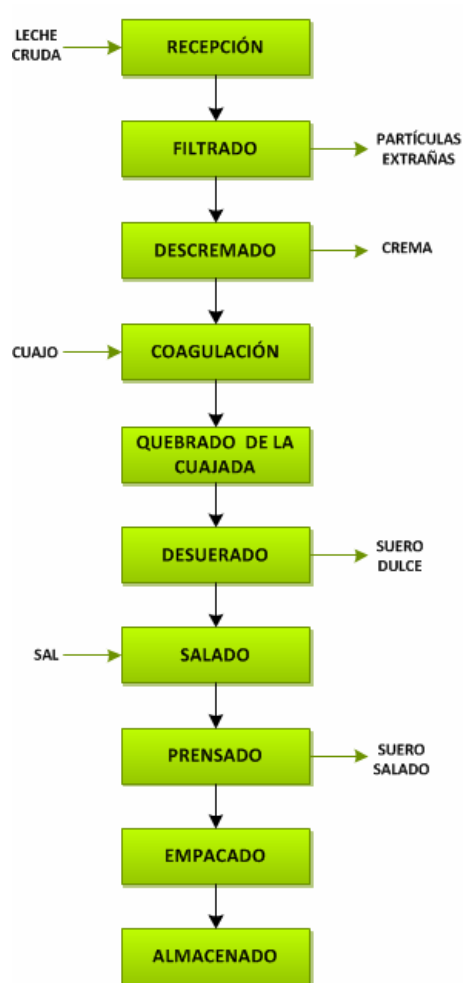 LECHE
CRUDA
RECEPCIÓN
FILTRADO
PARTÍCULAS
EXTRAÑAS
DESCREMADO
CREMA
CUAJO
COAGULACIÓN
QUEBRADO DE LA
CUAJADA
DESUERADO
SUERO
DULCE
SAL
SALADO
PRENSADO
SUERO
SALADO
EMPACADO
ALMACENADO